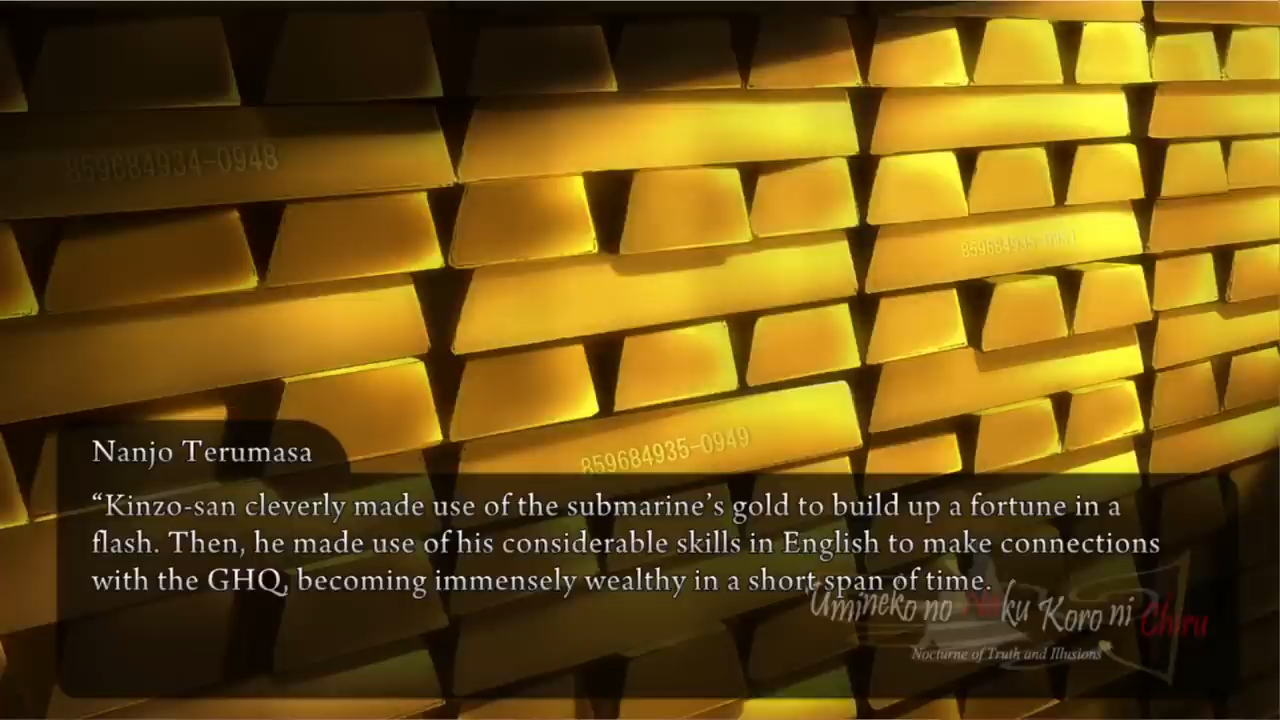 859684934-0948
859684935-0951
859684935-0949
Nanjo Terumasa
“Kinzo-san cleverly made use of the submarine’s gold to build up a fortune in a
flash. Then, he made use of his considerable skills in English to make connections
with the GHQ, becoming immensely wealthy in a short span of time.
Umineko no Naku Koro ni Chiru
Nocturne of Truth and Illusions